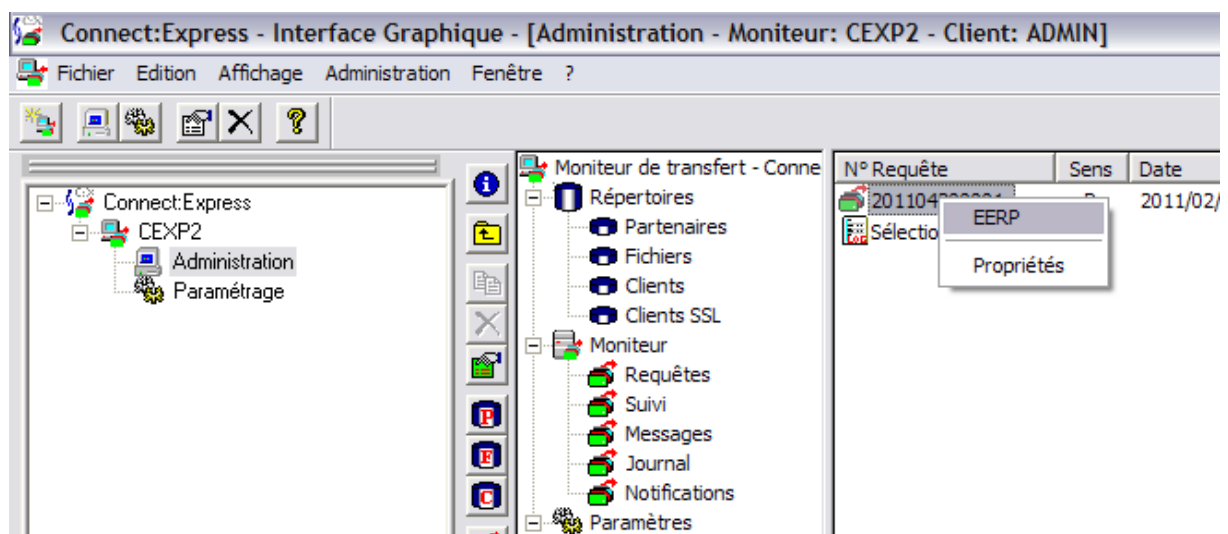 Connect:Express - Interface Graphique - [Administration - Moniteur: CEXP2 - Client: ADMIN]
Fichier Edition Affichage Administration Fenêtre ?
Connect:Express
CEXP2
Administration
Paramétrage
Moniteur de transfert - Conne
Répertoires
Partenaires
Fichiers
Clients
Clients SSL
Moniteur
Requêtes
Suivi
Messages
Journal
Notifications
Paramètres
P
F
C
N° Requête Sens Date
2011/02/
Sélectio
EERP
Propriétés